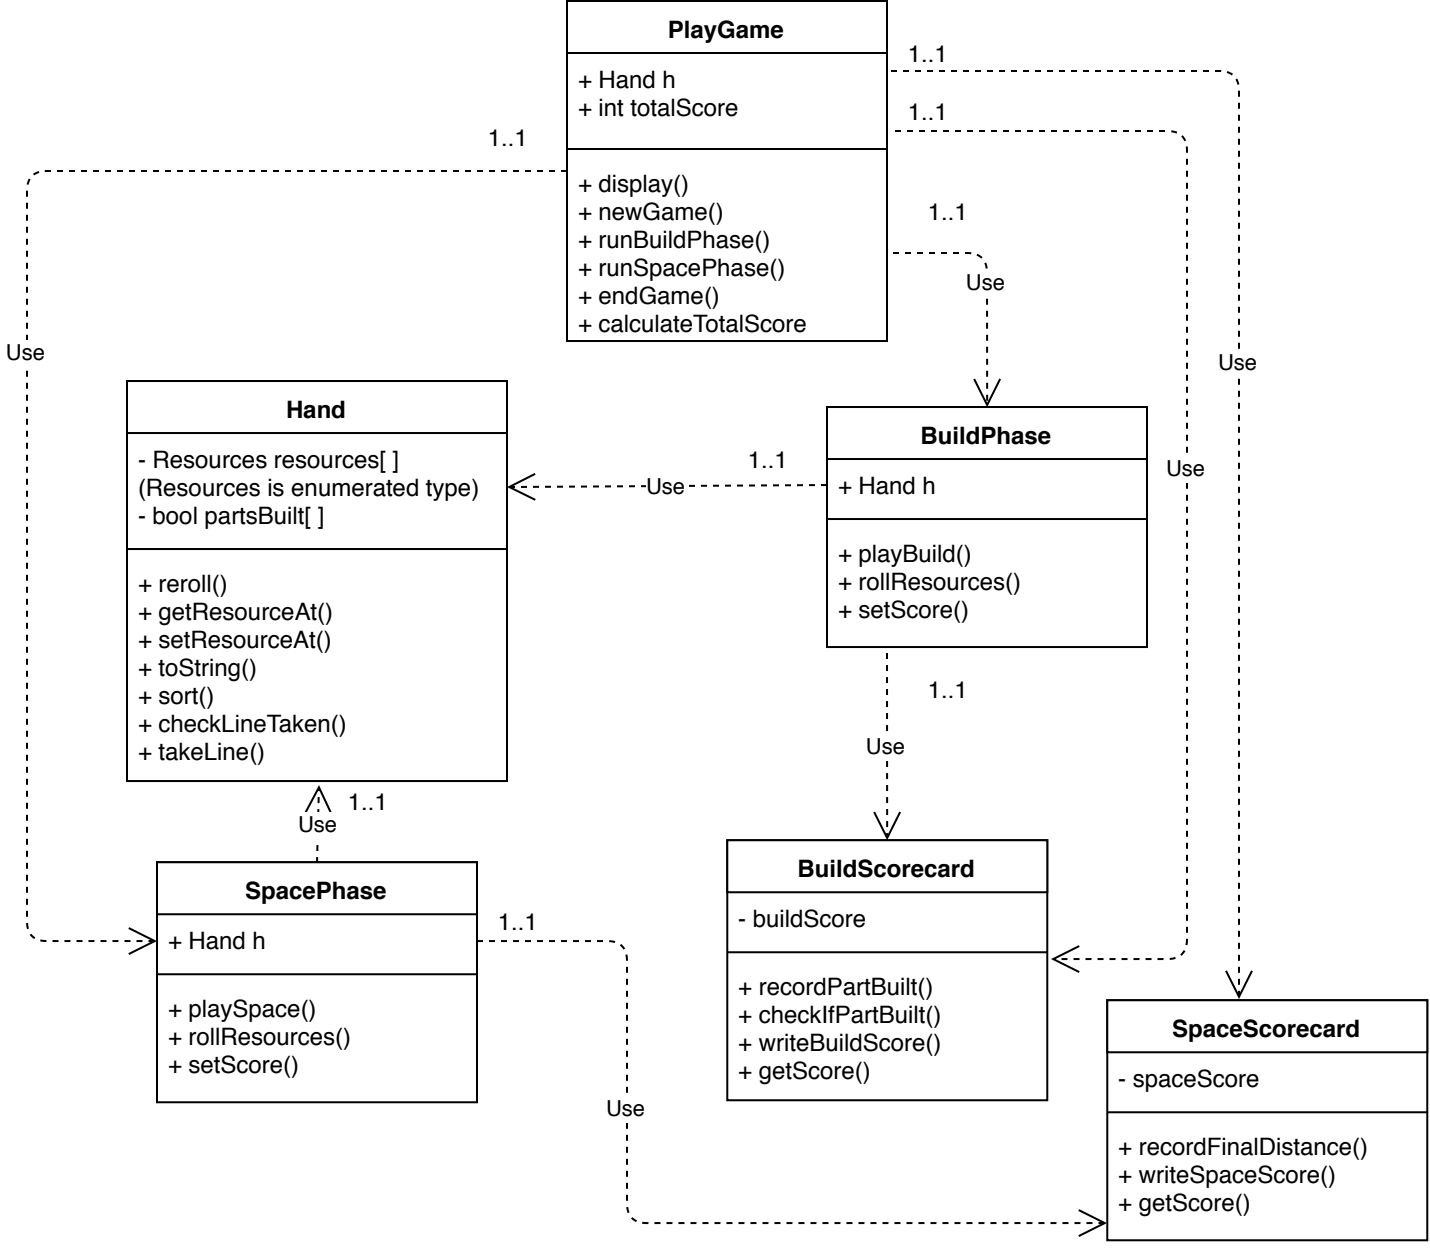 PlayGame
+ Hand h
+ int totalScore
+ display()
+ newGame()
+ runBuildPhase()
+ runSpacePhase()
+ endGame()
+ calculateTotalScore
1..1
1..1
1..1
1..1
Use
Use
Use
Use
Hand
- Resources resources[ ]
(Resources is enumerated type)
- bool partsBuilt[ ]
+ reroll()
+ getResourceAt()
+ setResourceAt()
+ toString()
+ sort()
+ checkLineTaken()
+ takeLine()
1..1
Use
BuildPhase
+ Hand h
+ playBuild()
+ rollResources()
+ setScore()
1..1
Use
1..1
Use
SpacePhase
+ Hand h
+ playSpace()
+ rollResources()
+ setScore()
1..1
Use
BuildScorecard
- buildScore
+ recordPartBuilt()
+ checkIfPartBuilt()
+ writeBuildScore()
+ getScore()
SpaceScorecard
- spaceScore
+ recordFinalDistance()
+ writeSpaceScore()
+ getScore()